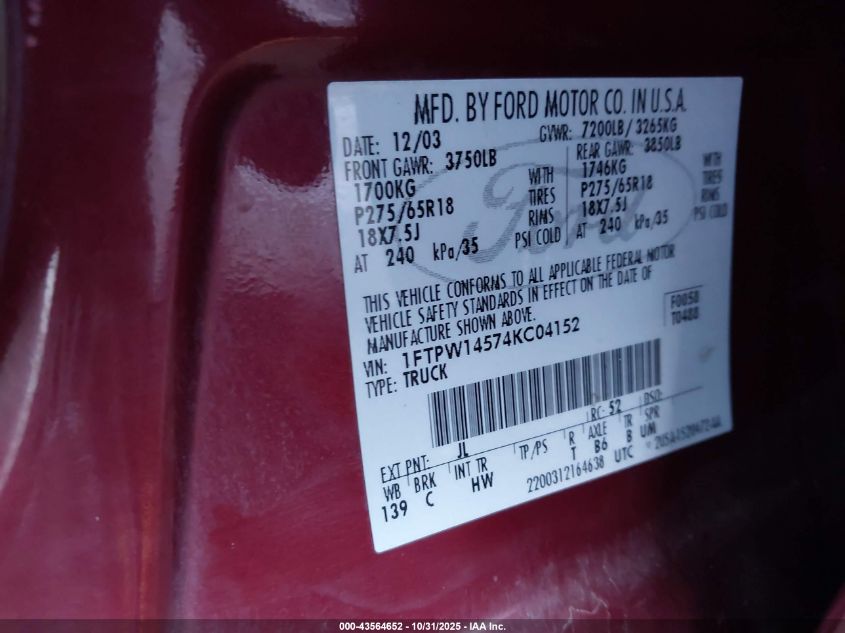 MFD. BY FORD MOTOR CO. IN U.S.A.
DATE: 12/03 GVWR: 7200LB/ 3265KG
FRONT GAWR: 3750LB REAR GAWR: 3850LB
1700KG WITH 1746KG WITH
P275/65R18 TIRES P275/65R18 TIRES
18X7.5J RIMS 18X7.5J RIMS
AT 240 kPa/35 PSI COLD AT 240 kPa/35 PSI COLD
Ford
THIS VEHICLE CONFORMS TO ALL APPLICABLE FEDERAL MOTOR
VEHICLE SAFETY STANDARDS IN EFFECT ON THE DATE OF
MANUFACTURE SHOWN ABOVE.
F0058
T0488
VIN: 1FTPW14574KC04152
TYPE: TRUCK
EXT PNT: JL RC: 52 DSO:
WB BRK INT TR TP/PS R AXLE TR SPR
139 C HW T B6 B UM
2200312164638 UTC
000-43564652 - 10/31/2025 - IAA Inc.